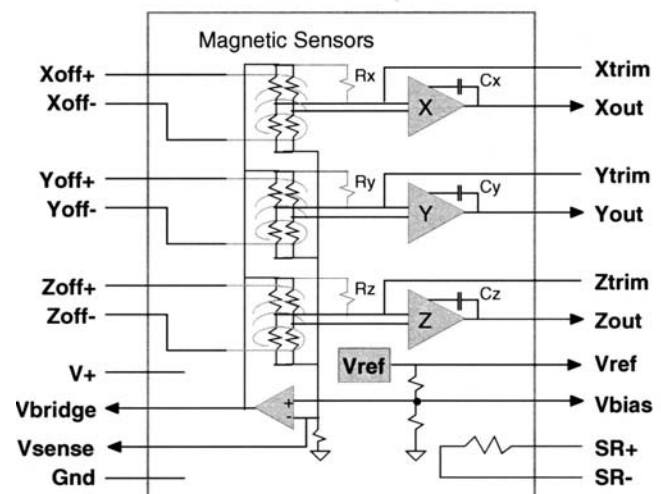 Magnetic Sensors
Xoff+
Xoff-
Rx
Cx
X
Xtrim
Xout
Yoff+
Yoff-
Ry
Cy
Y
Ytrim
Yout
Zoff+
Zoff-
Rz
Cz
Z
Ztrim
Zout
V+
Vref
Vref
Vbridge
+
-
Vbias
Vsense
SR+
Gnd
SR-